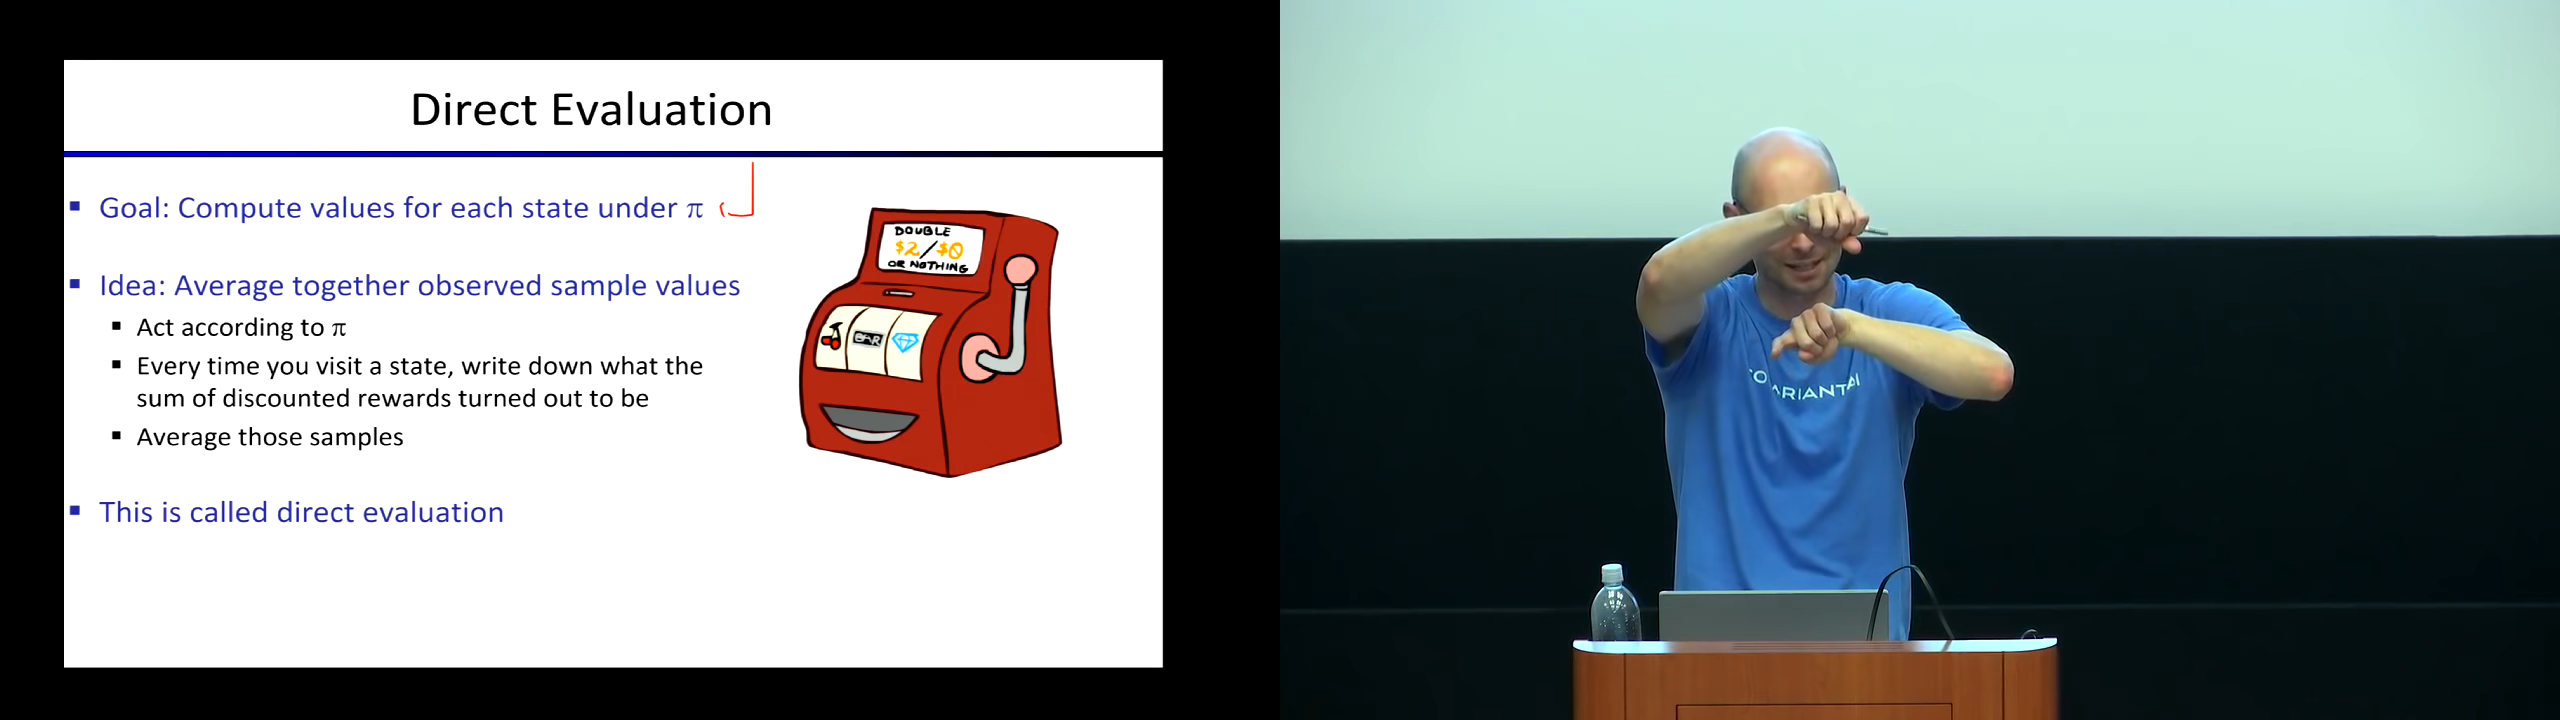 Direct Evaluation
Goal: Compute values for each state under π
Idea: Average together observed sample values
Act according to π
Every time you visit a state, write down what the
sum of discounted rewards turned out to be
Average those samples
This is called direct evaluation
DOUBLE
$2/$0
OR NOTHING
BAR